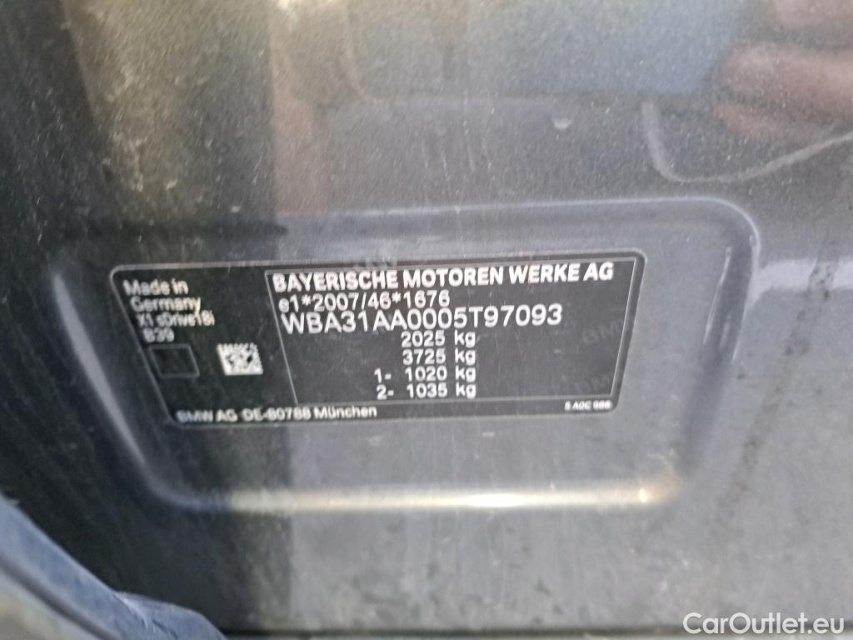 Made in
Germany
X1 sDrive18i
B39
BAYERISCHE MOTOREN WERKE AG
e1*2007/46*1676
WBA31AA0005T97093
2025 kg
3725 kg
1- 1020 kg
2- 1035 kg
BMW AG DE-80788 München
CarOutlet.eu